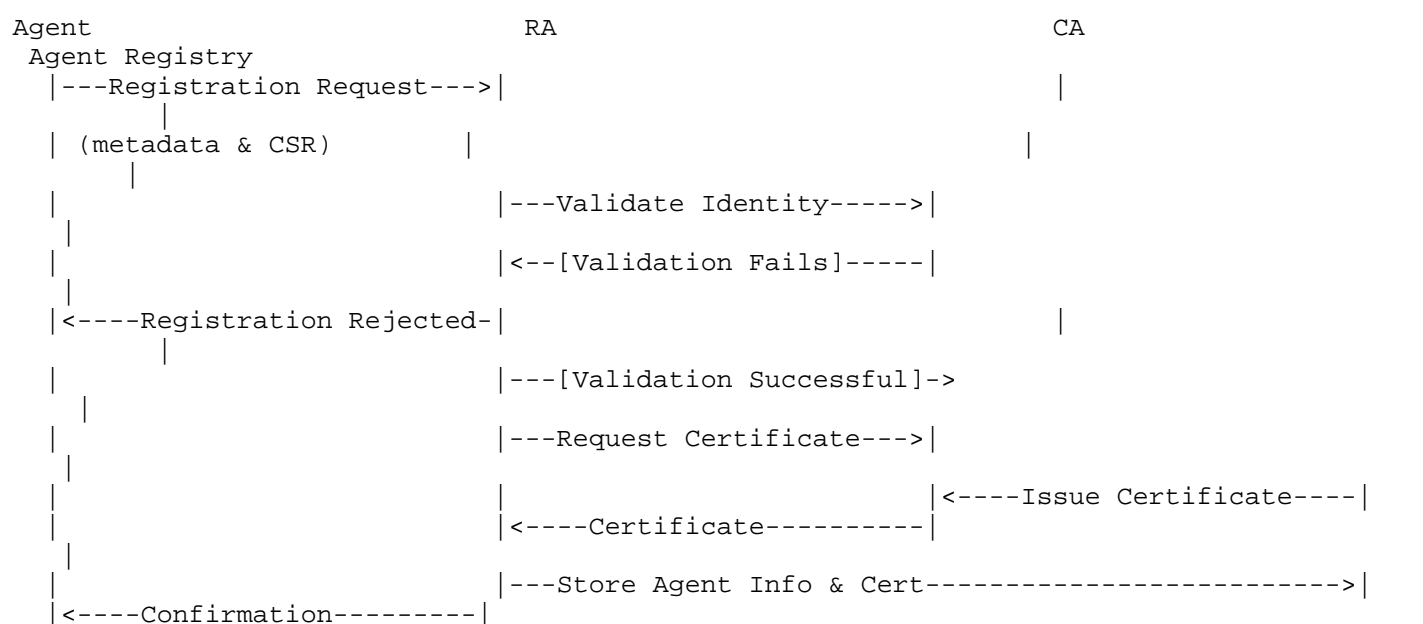 Agent                            RA                               CA
 Agent Registry
  |---Registration Request--->|                                   |
         |
  | (metadata & CSR)        |                                   |
       |
  |                           |---Validate Identity----->|
   |
  |                           |<--[Validation Fails]-----|
   |
  |<----Registration Rejected-|                                   |
         |
  |                           |---[Validation Successful]->
    |
  |                           |---Request Certificate--->|
   |
  |                           |                          |<----Issue Certificate----|
  |                           |<----Certificate----------|
   |
  |                           |---Store Agent Info & Cert-------------------------->|
  |<----Confirmation---------|